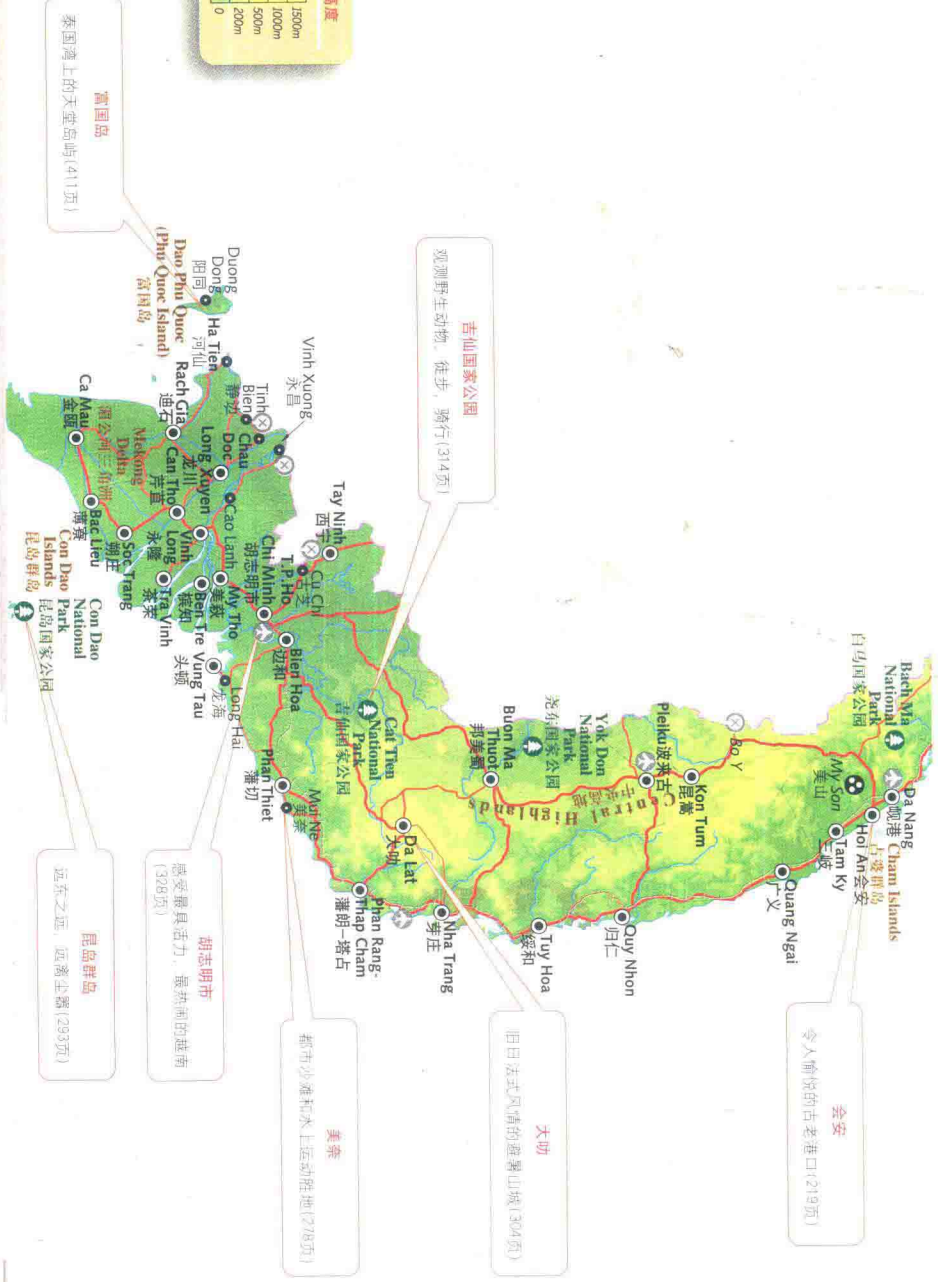 高度
1500m
1000m
500m
200m
0
富国岛
泰国湾上的天堂岛屿(411页)
吉仙国家公园
观测野生动物、徒步、骑行(314页)
会安
令人愉悦的古老港口(219页)
大叻
旧日法式风情的避暑山城(304页)
美奈
都市沙滩和水上运动胜地(278页)
胡志明市
感受最具活力、最热闹的越南
(328页)
昆岛群岛
远东之远，远离尘嚣(293页)
Bach Ma
National
Park
白马国家公园
Da Nang
岘港
Cham Islands
占婆群岛
Hoi An会安
My Son
美山
Tam Ky
三岐
Quang Ngai
广义
Bo Y
Kon Tum
昆嵩
Pleiku波来古
Central Highlands
中央高地
Yok Don
National
Park
尧东国家公园
Quy Nhon
归仁
Tuy Hoa
绥和
Buon Ma
Thuot
邦美蜀
Nha Trang
芽庄
Da Lat
大叻
Cat Tien
National
Park
吉仙国家公园
Phan Rang-
Thap Cham
潘朗-塔占
Mui Ne
美奈
Phan Thiet
藩切
Tay Ninh
西宁
Cu Chi
古芝
T.P.Ho
Chi Minh
胡志明市
Bien Hoa
边和
Long Hai
龙海
Vung Tau
头顿
Vinh Xuong
永昌
Tinh
Bien
静边
Chau
Doc
Cao Lanh
Long Xuyen
龙川
My Tho
美萩
Ben Tre
槟知
Vinh
Long
永隆
Tra Vinh
茶荣
Can Tho
芹苴
Ha Tien
河仙
Rach Gia
迪石
Duong
Dong
阳同
Dao Phu Quoc
(Phu Quoc Island)
富国岛
Mekong
Delta
湄公河三角洲
Soc Trang
朔庄
Bac Lieu
薄寮
Ca Mau
金瓯
Con Dao
Islands
昆岛群岛
Con Dao
National
Park
昆岛国家公园